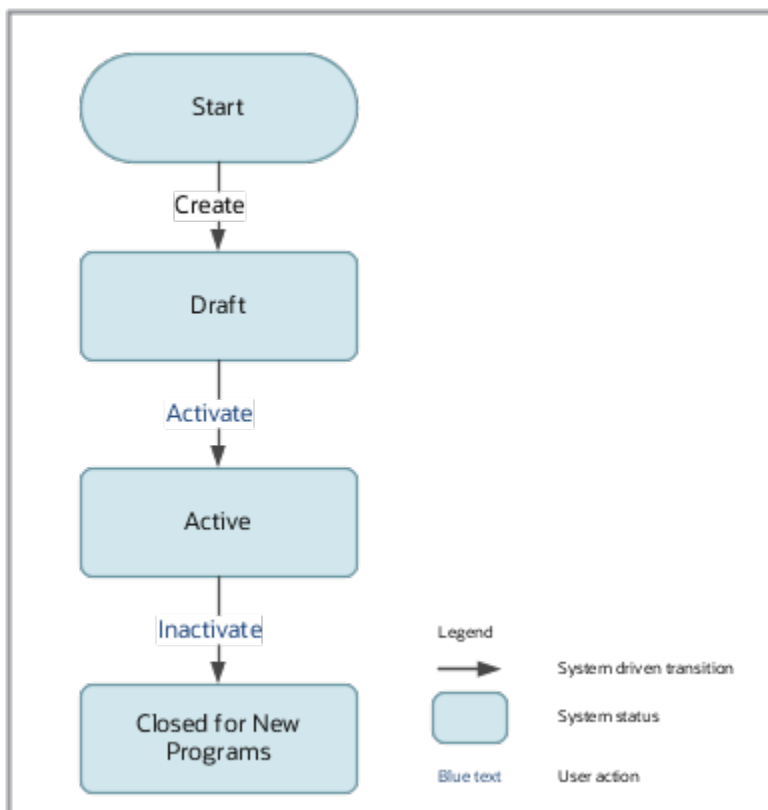 Start
Create
Draft
Activate
Active
Inactivate
Closed for New
Programs
Legend
System driven transition
System status
Blue text User action